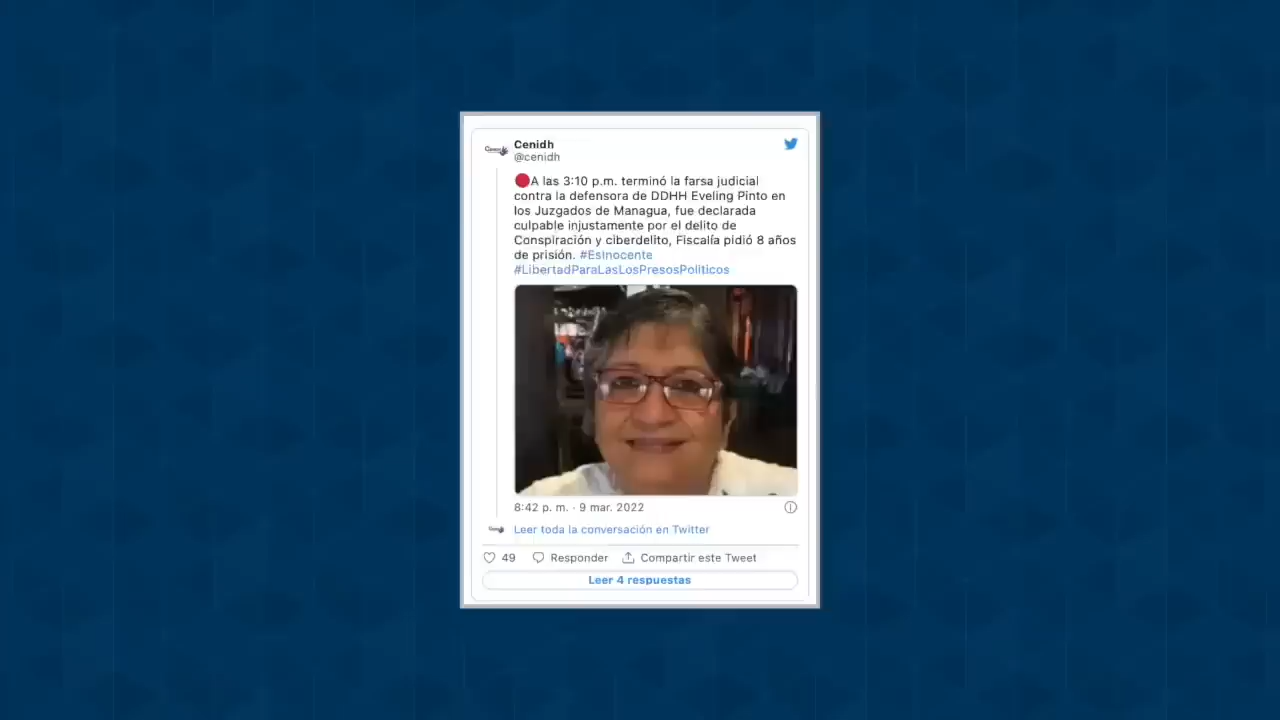 Cenidh
@cenidh
A las 3:10 p.m. terminó la farsa judicial
contra la defensora de DDHH Eveling Pinto en
los Juzgados de Managua, fue declarada
culpable injustamente por el delito de
Conspiración y ciberdelito, Fiscalía pidió 8 años
de prisión. #EsInocente
#LibertadParaLasLosPresosPolíticos
8:42 p. m. · 9 mar. 2022
Leer toda la conversación en Twitter
49 Responder Compartir este Tweet
Leer 4 respuestas